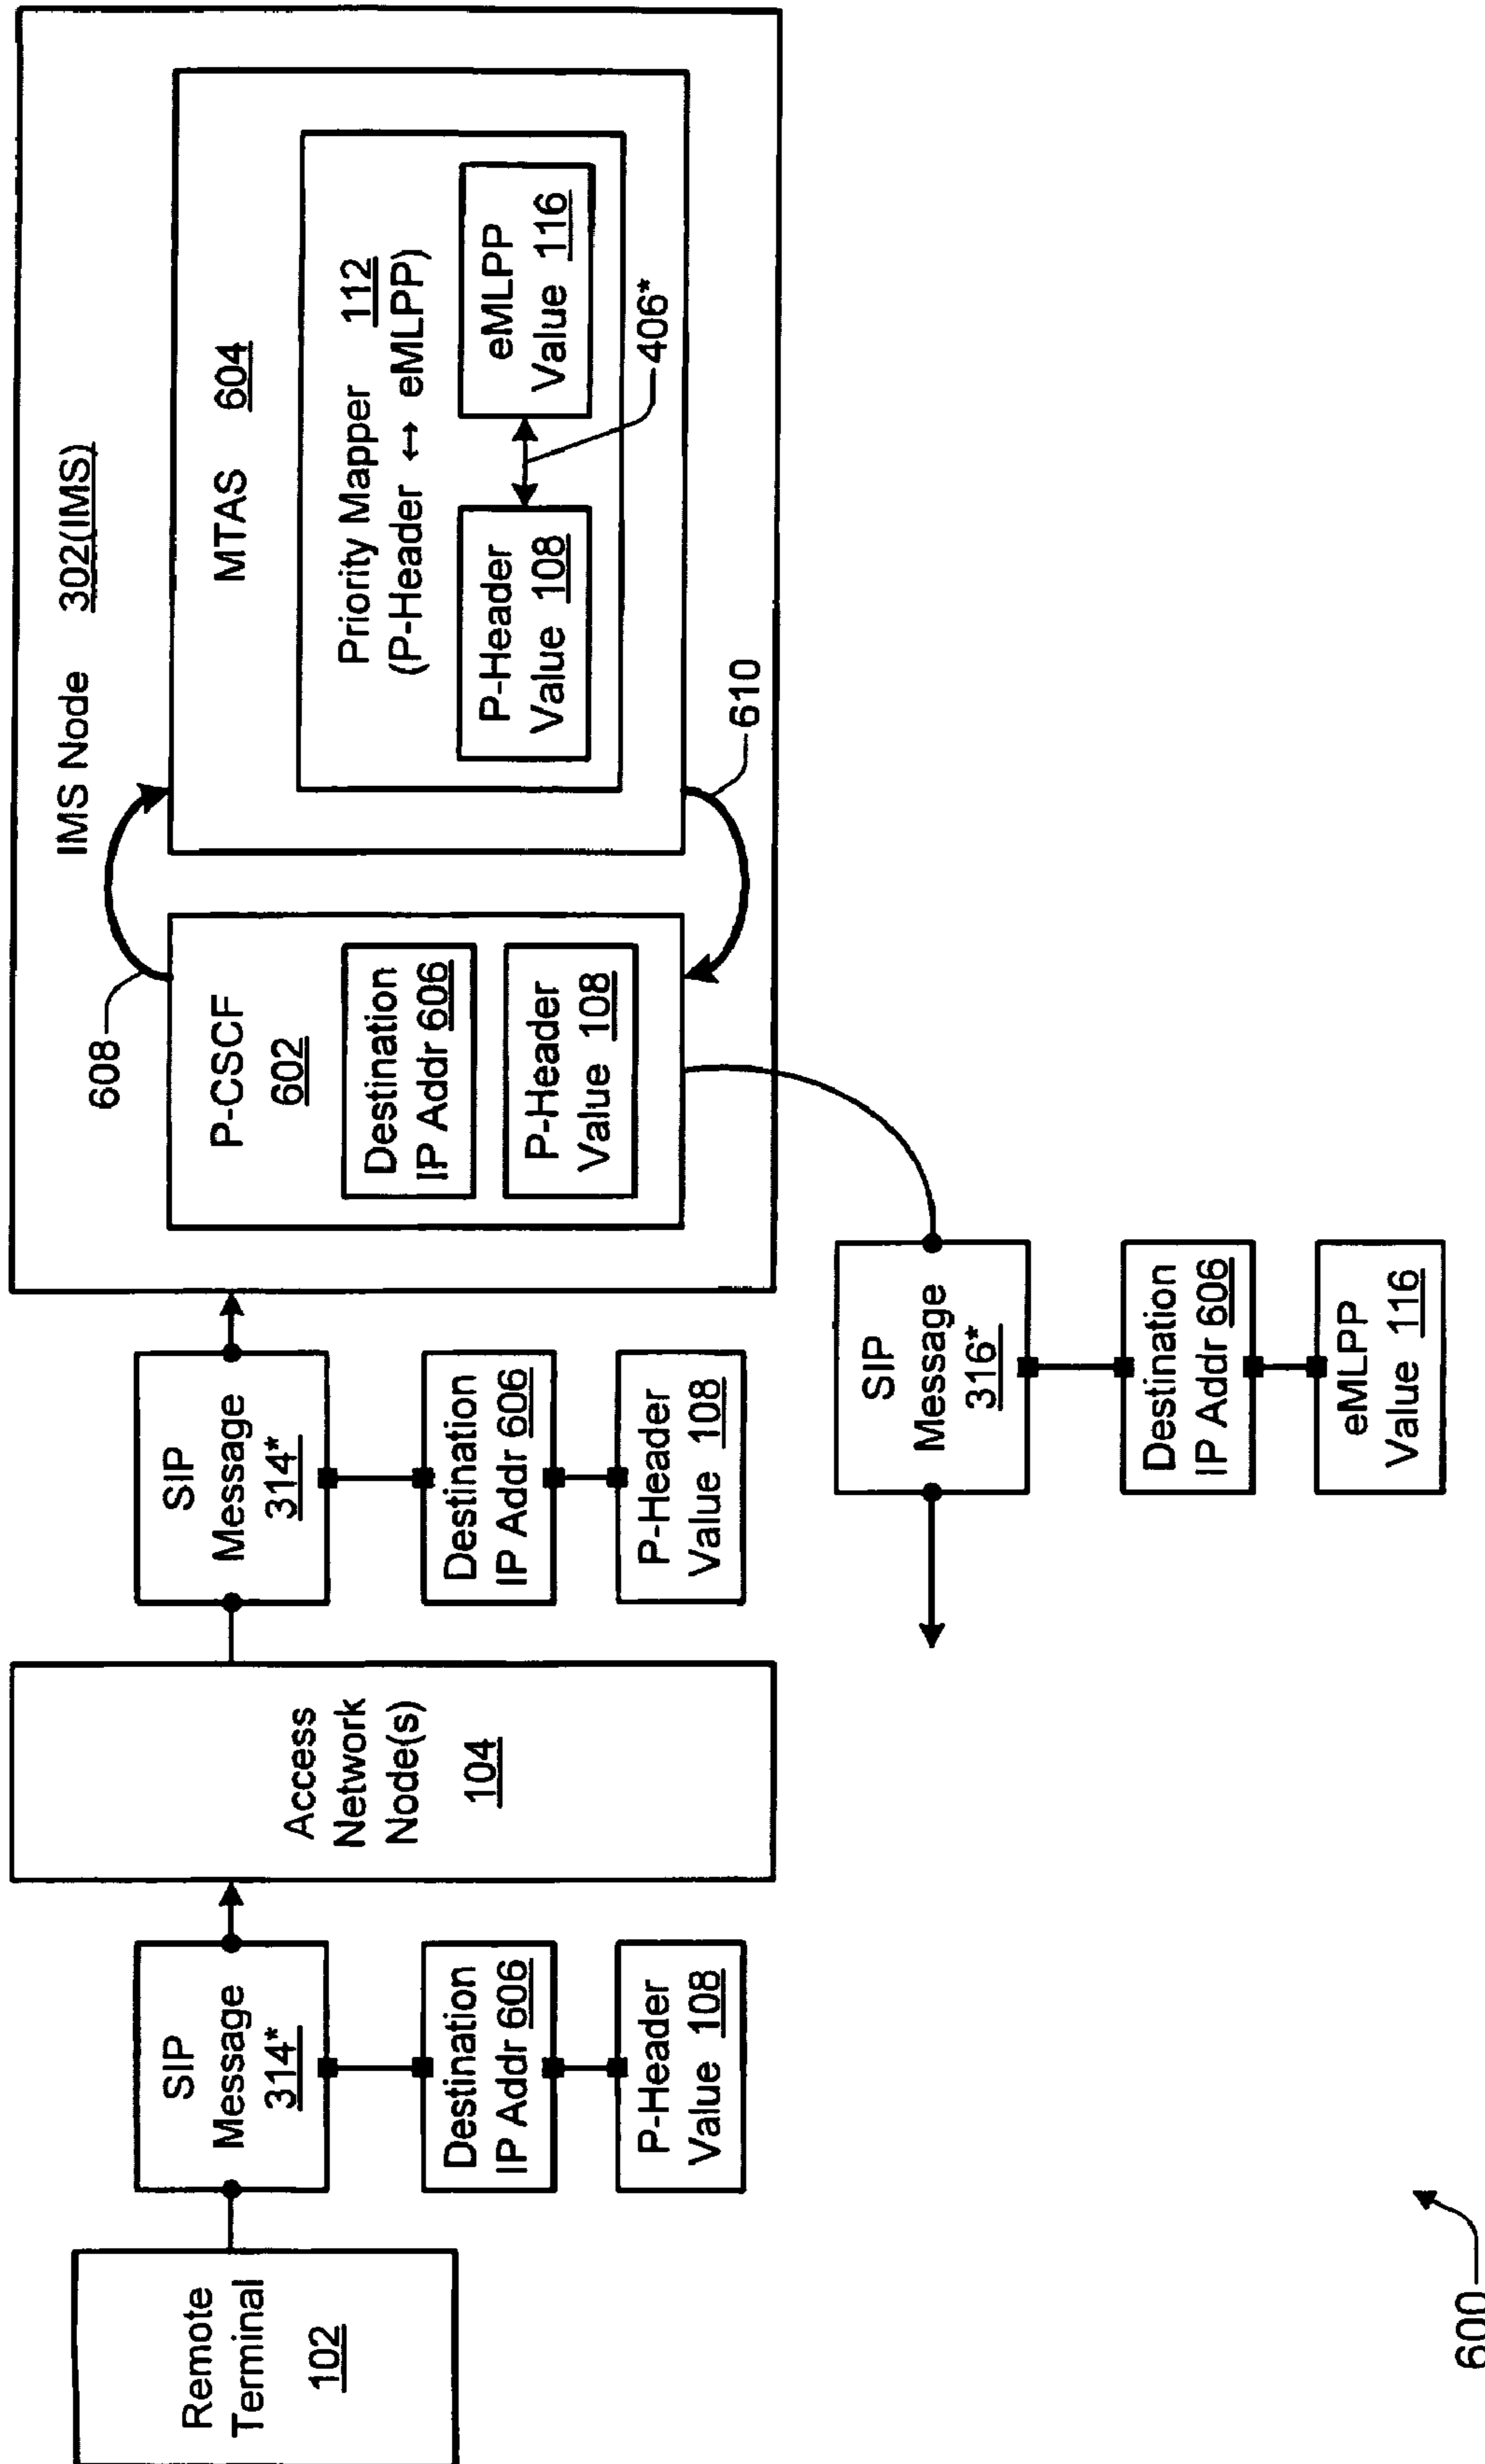 Remote
Terminal
102
SIP
Message
314*
Destination
IP Addr 606
P-Header
Value 108
Access
Network
Node(s)
104
SIP
Message
314*
Destination
IP Addr 606
P-Header
Value 108
IMS Node 302(IMS)
608
P-CSCF
602
Destination
IP Addr 606
P-Header
Value 108
MTAS 604
Priority Mapper 112
(P-Header ↔ eMLPP)
P-Header
Value 108
eMLPP
Value 116
406*
610
SIP
Message
316*
Destination
IP Addr 606
eMLPP
Value 116
600